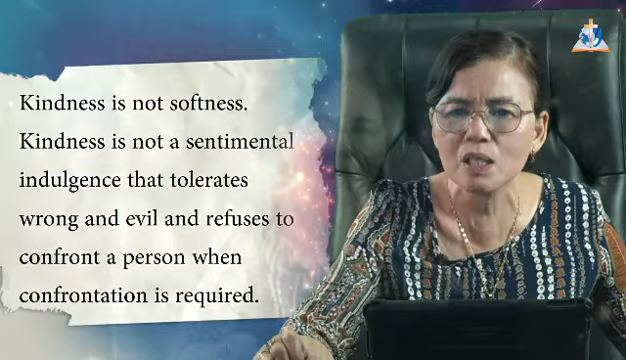 Kindness is not softness.
Kindness is not a sentimental
indulgence that tolerates
wrong and evil and refuses to
confront a person when
confrontation is required.